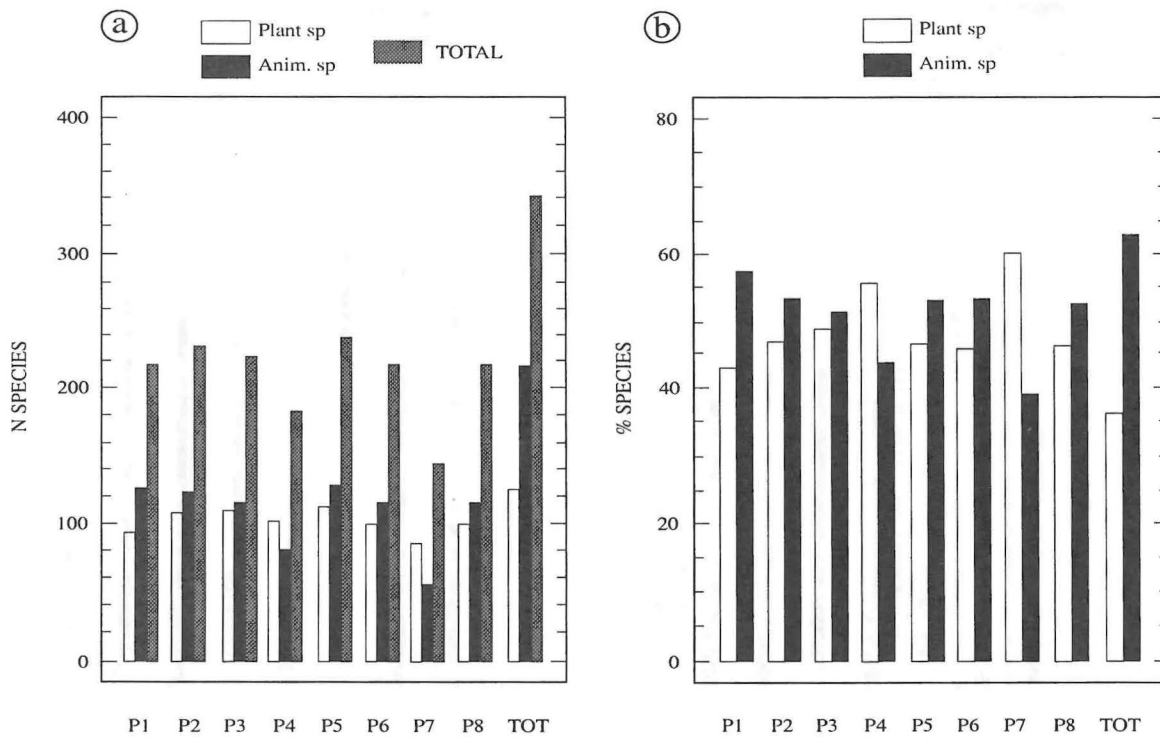 a
Plant sp
Anim. sp
TOTAL
400
300
200
100
0
N SPECIES
P1 P2 P3 P4 P5 P6 P7 P8 TOT
b
Plant sp
Anim. sp
80
60
40
20
0
% SPECIES
P1 P2 P3 P4 P5 P6 P7 P8 TOT